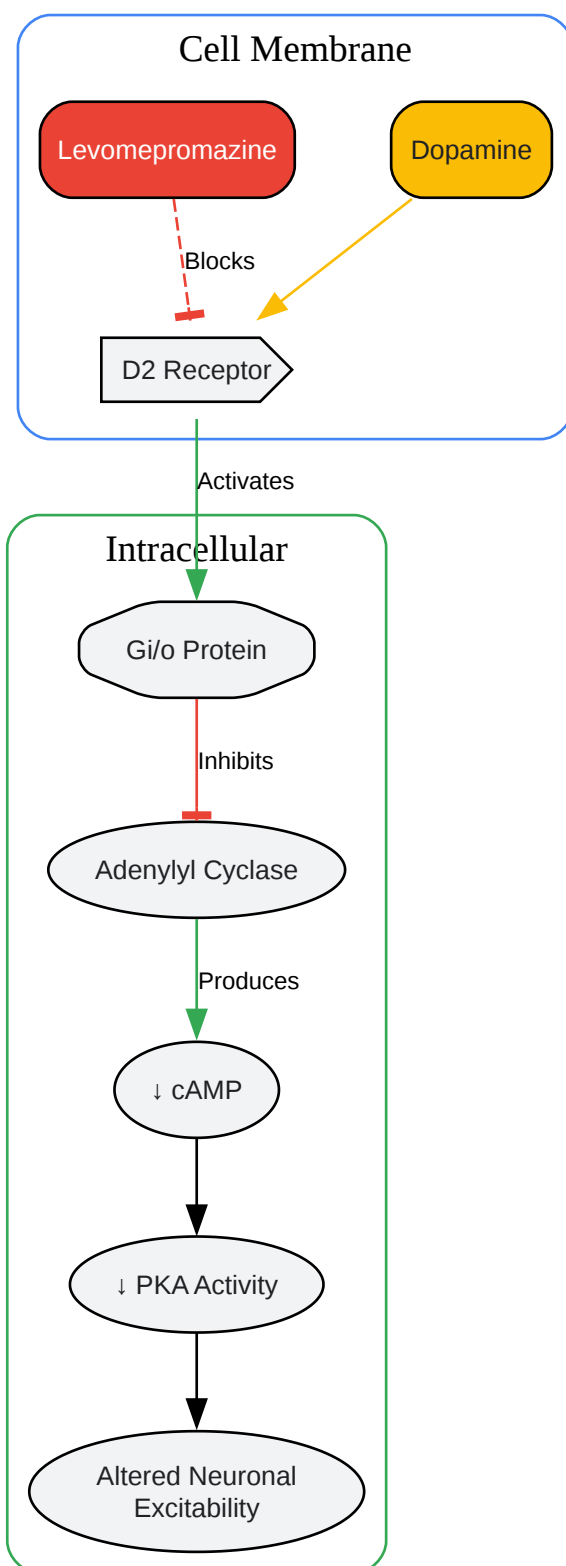 Cell Membrane
Levomepromazine
Dopamine
Blocks
D2 Receptor
Activates
Intracellular
Gi/o Protein
Inhibits
Adenylyl Cyclase
Produces
↓ cAMP
↓ PKA Activity
Altered Neuronal
Excitability